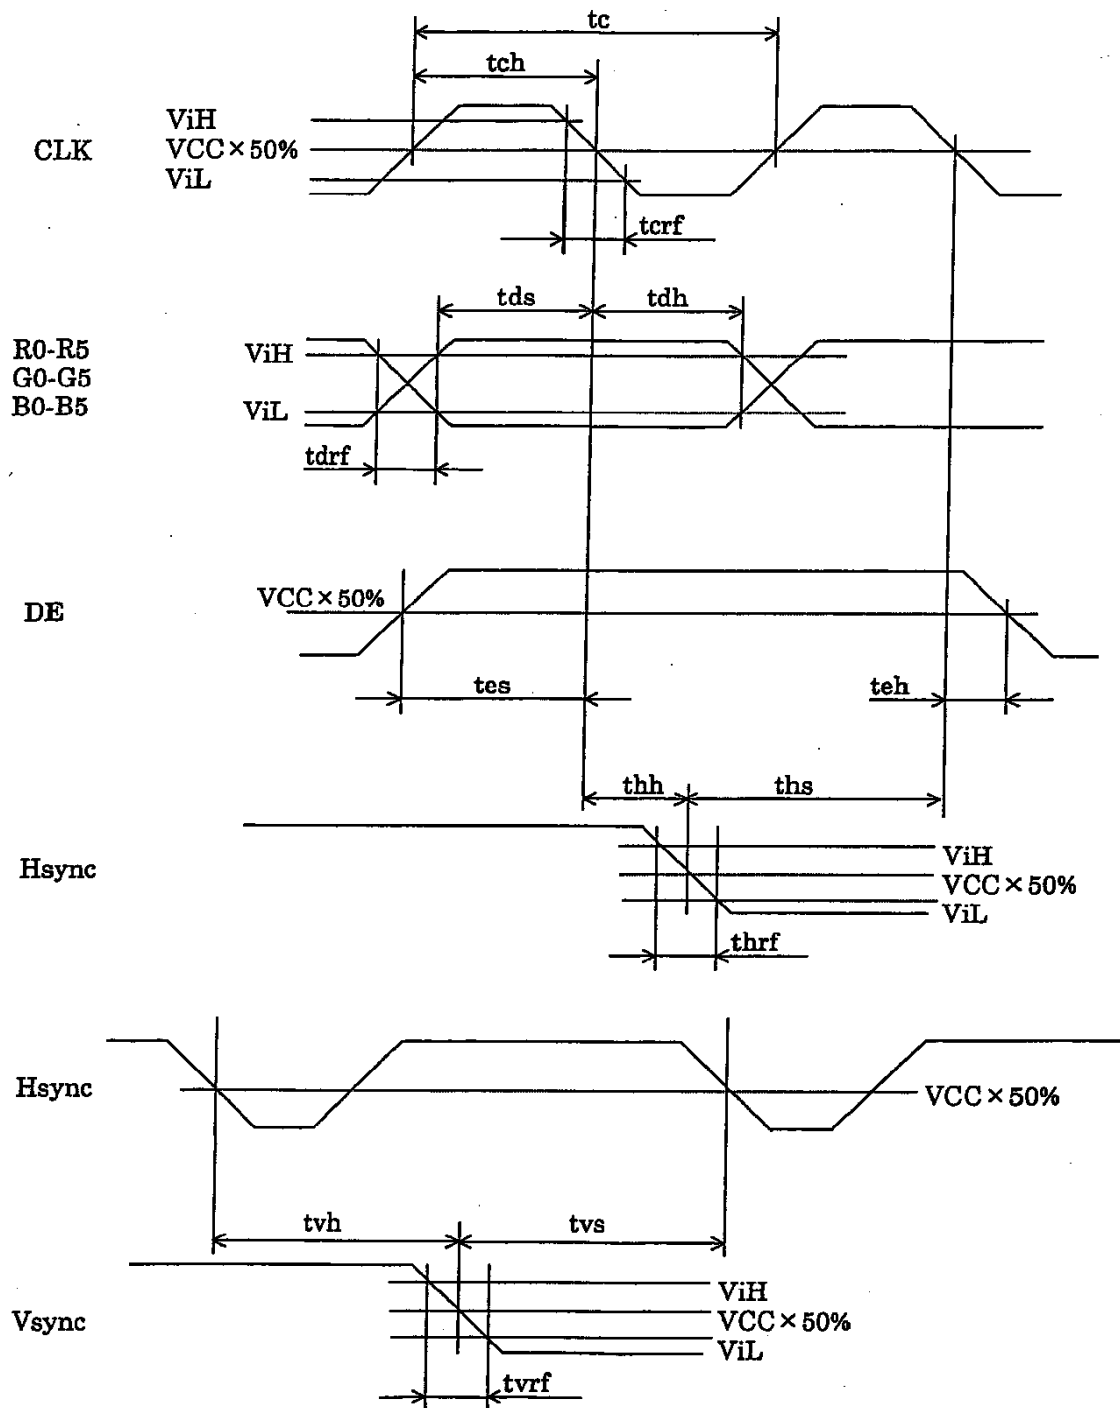 tc
tch
ViH
CLK VCC×50%
ViL
tcrf
tds tdh
R0-R5 ViH
G0-G5
B0-B5 ViL
tdrf
VCC×50%
DE
tes teh
thh ths
Hsync ViH
VCC×50%
ViL
thrf
Hsync VCC×50%
tvh tvs
ViH
Vsync VCC×50%
ViL
tvrf